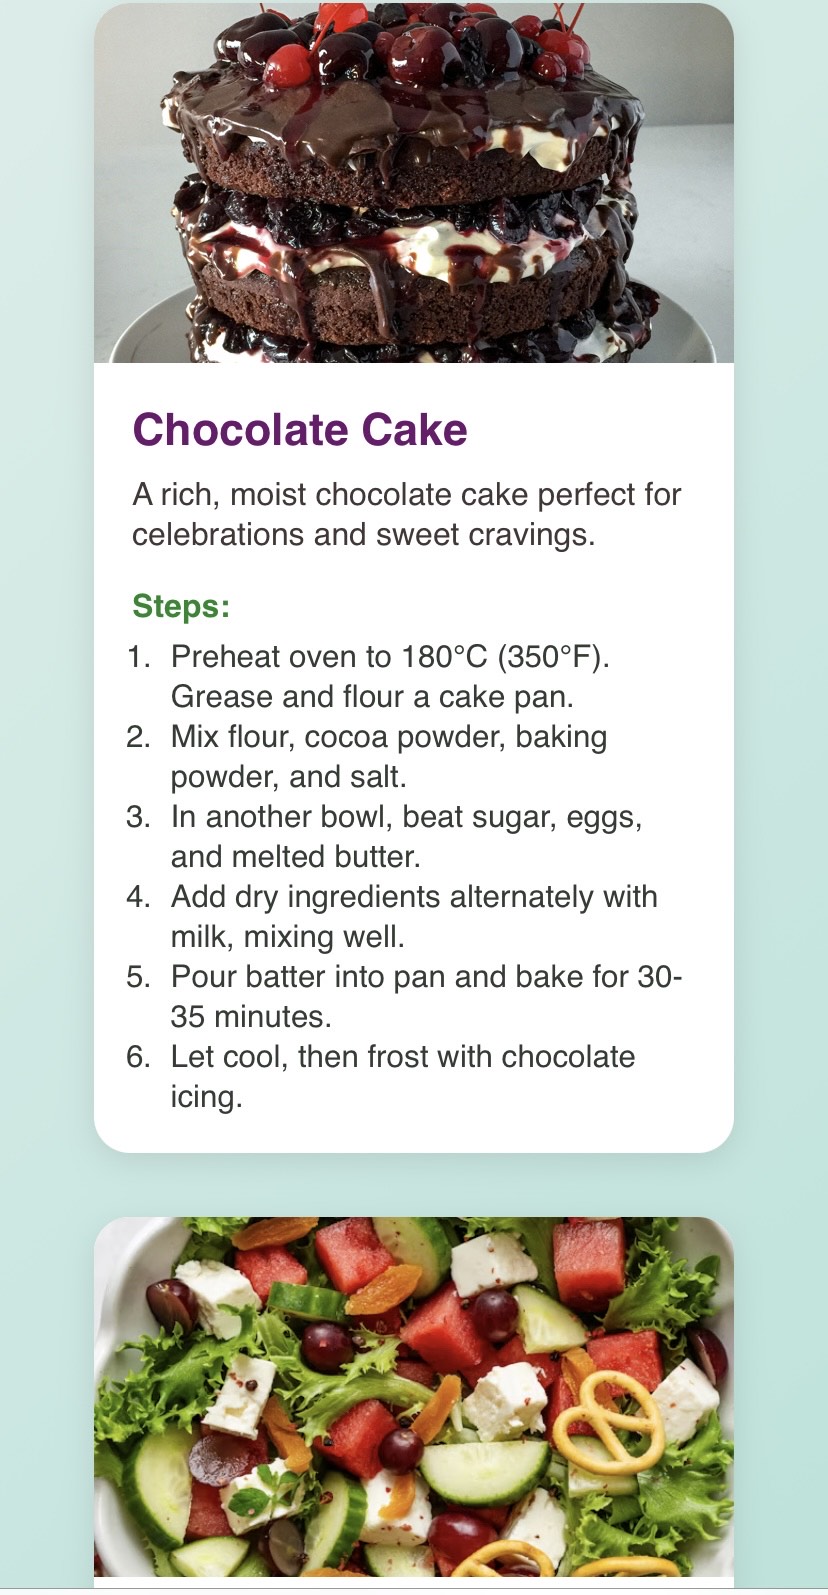 Chocolate Cake
A rich, moist chocolate cake perfect for
celebrations and sweet cravings.
Steps:
1. Preheat oven to 180°C (350°F).
Grease and flour a cake pan.
2. Mix flour, cocoa powder, baking
powder, and salt.
3. In another bowl, beat sugar, eggs,
and melted butter.
4. Add dry ingredients alternately with
milk, mixing well.
5. Pour batter into pan and bake for 30-
35 minutes.
6. Let cool, then frost with chocolate
icing.